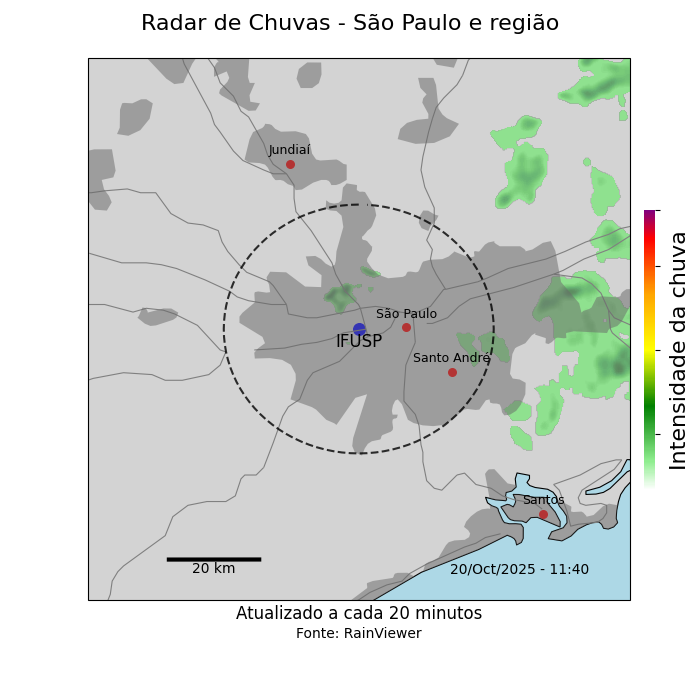 Radar de Chuvas - São Paulo e região
Jundiaí
São Paulo
IFUSP
Santo André
Santos
20 km
20/Oct/2025 - 11:40
Intensidade da chuva
Atualizado a cada 20 minutos
Fonte: RainViewer